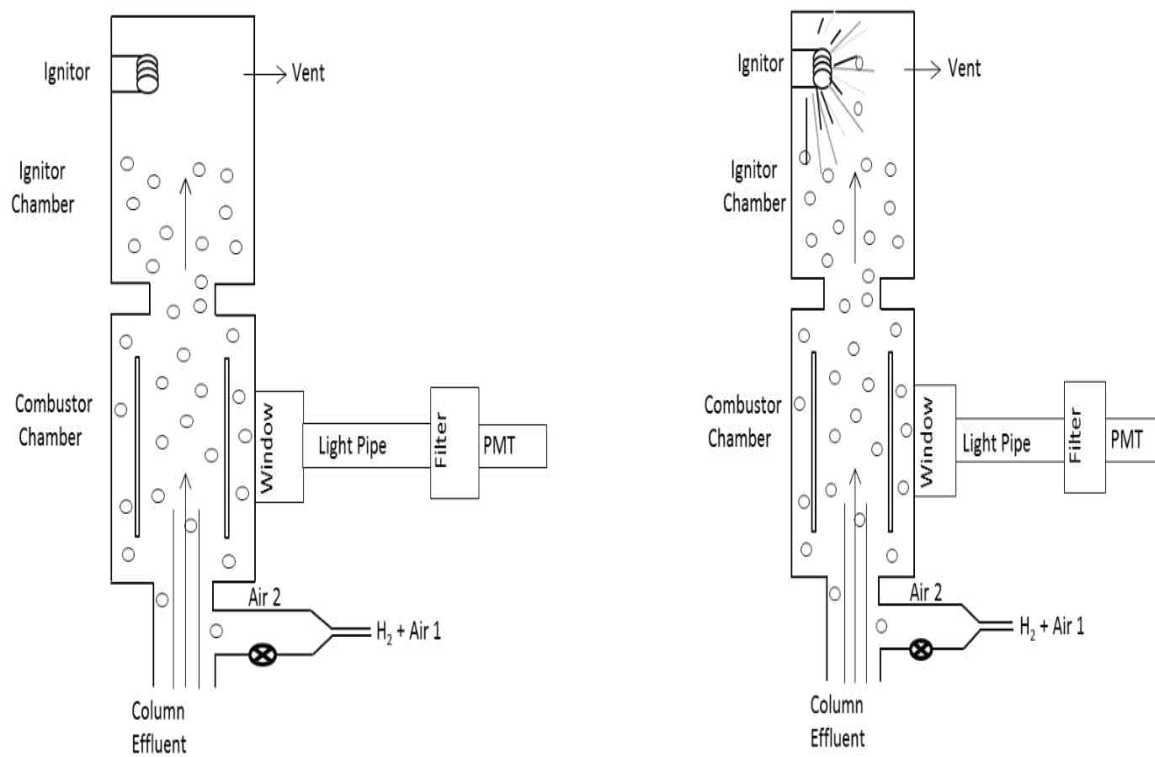 Ignitor
Vent
Ignitor
Chamber
Combustor
Chamber
Window
Light Pipe
Filter
PMT
Air 2
H₂ + Air 1
Column
Effluent
Ignitor
Vent
Ignitor
Chamber
Combustor
Chamber
Window
Light Pipe
Filter
PMT
Air 2
H₂ + Air 1
Column
Effluent